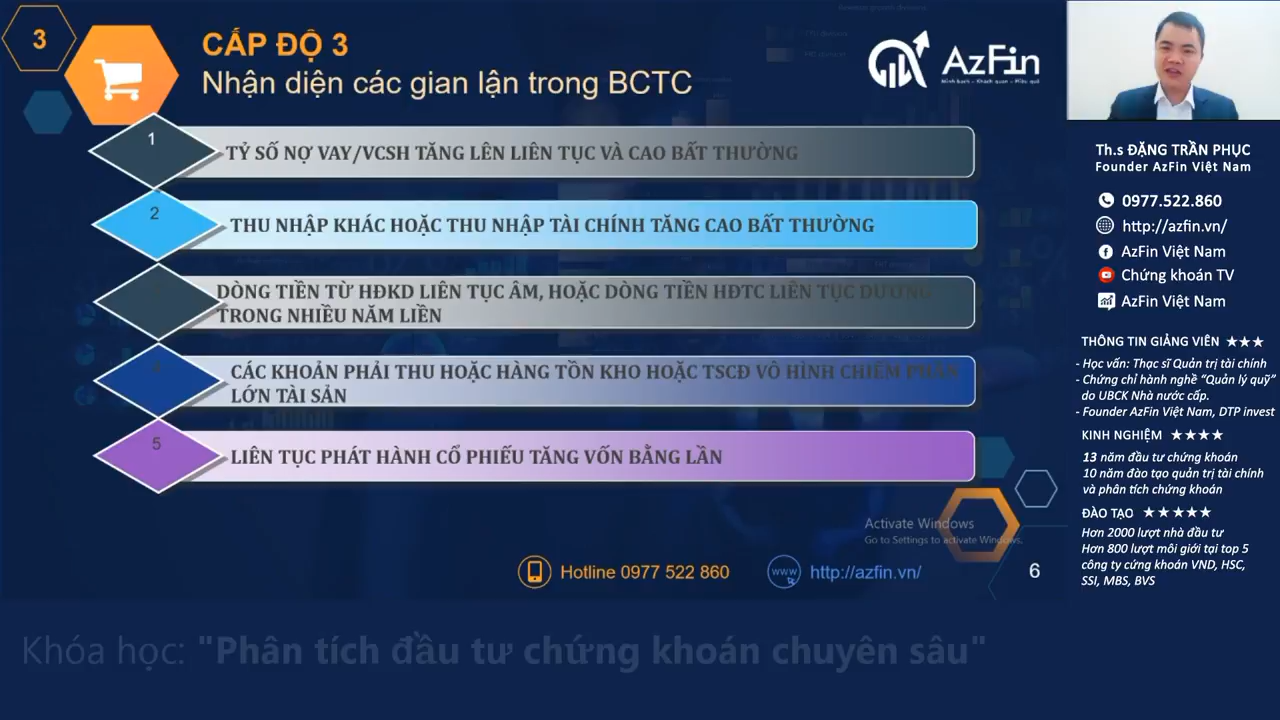 3
CẤP ĐỘ 3
Nhận diện các gian lận trong BCTC
AzFin
Minh bạch - Khách quan - Hiệu quả
1
TỶ SỐ NỢ VAY/VCSH TĂNG LÊN LIÊN TỤC VÀ CAO BẤT THƯỜNG
2
THU NHẬP KHÁC HOẶC THU NHẬP TÀI CHÍNH TĂNG CAO BẤT THƯỜNG
DÒNG TIỀN TỪ HĐKD LIÊN TỤC ÂM, HOẶC DÒNG TIỀN HĐTC LIÊN TỤC DƯƠNG
TRONG NHIỀU NĂM LIỀN
4
CÁC KHOẢN PHẢI THU HOẶC HÀNG TỒN KHO HOẶC TSCĐ VÔ HÌNH CHIẾM PHẦN
LỚN TÀI SẢN
5
LIÊN TỤC PHÁT HÀNH CỔ PHIẾU TĂNG VỐN BẰNG LẦN
Activate Windows
Go to Settings to activate Windows.
Hotline 0977 522 860
www
http://azfin.vn/
6
Th.s ĐẶNG TRẦN PHỤC
Founder AzFin Việt Nam
0977.522.860
http://azfin.vn/
AzFin Việt Nam
Chứng khoán TV
AzFin Việt Nam
THÔNG TIN GIẢNG VIÊN ★★★
- Học vấn: Thạc sĩ Quản trị tài chính
- Chứng chỉ hành nghề “Quản lý quỹ”
do UBCK Nhà nước cấp.
- Founder AzFin Việt Nam, DTP invest
KINH NGHIỆM ★★★★
13 năm đầu tư chứng khoán
10 năm đào tạo quản trị tài chính
và phân tích chứng khoán
ĐÀO TẠO ★★★★★
Hơn 2000 lượt nhà đầu tư
Hơn 800 lượt môi giới tại top 5
công ty cứng khoán VND, HSC,
SSI, MBS, BVS
Khóa học: "Phân tích đầu tư chứng khoán chuyên sâu"